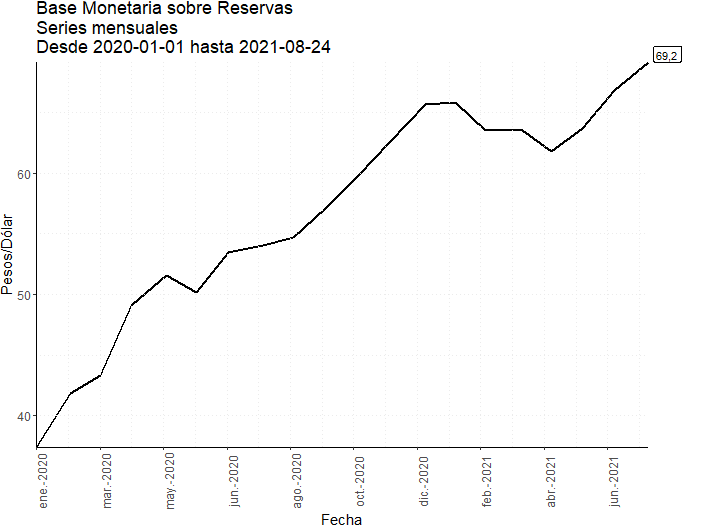 Base Monetaria sobre Reservas
Series mensuales
Desde 2020-01-01 hasta 2021-08-24
69,2
60
50
40
Pesos/Dólar
ene.-2020
mar.-2020
may.-2020
jun.-2020
ago.-2020
oct.-2020
dic.-2020
feb.-2021
abr.-2021
jun.-2021
Fecha